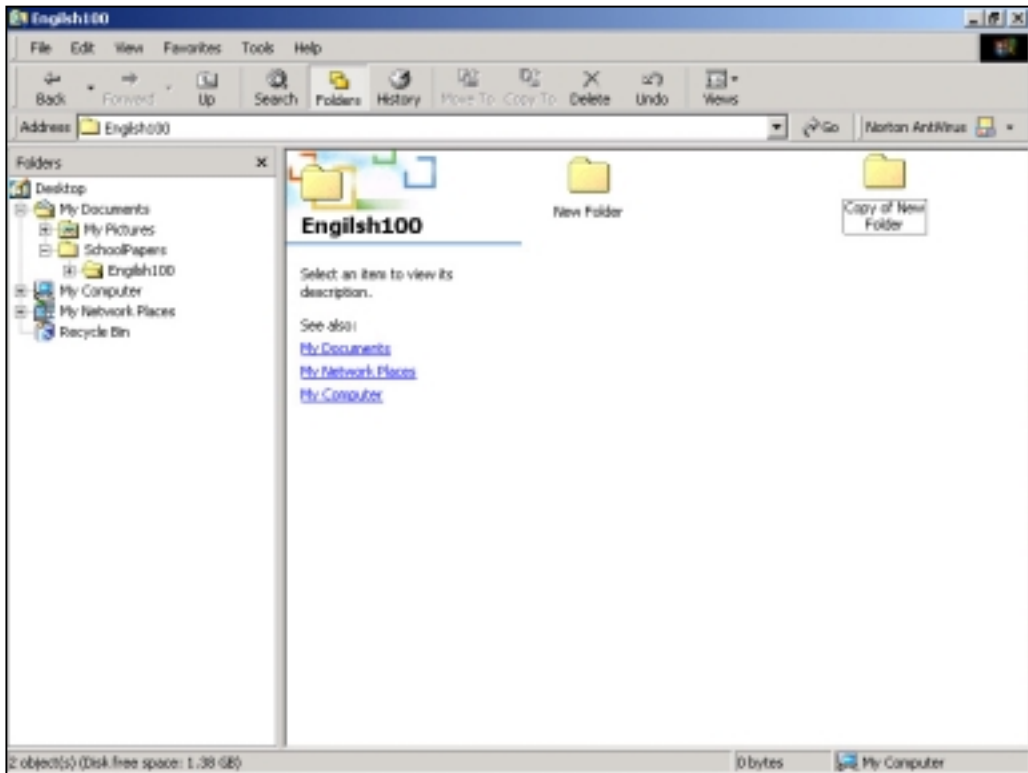 Engilsh100
File Edit View Favorites Tools Help
Back Forward Up Search Folders History Move To Copy To Delete Undo Views
Address Engilsh100 Go Norton AntiVirus
Folders
Desktop
My Documents
My Pictures
SchoolPapers
Engilsh100
My Computer
My Network Places
Recycle Bin
Engilsh100
Select an item to view its
description.
See also:
My Documents
My Network Places
My Computer
New Folder
Copy of New
Folder
2 object(s) (Disk free space: 1.38 GB) 0 bytes My Computer